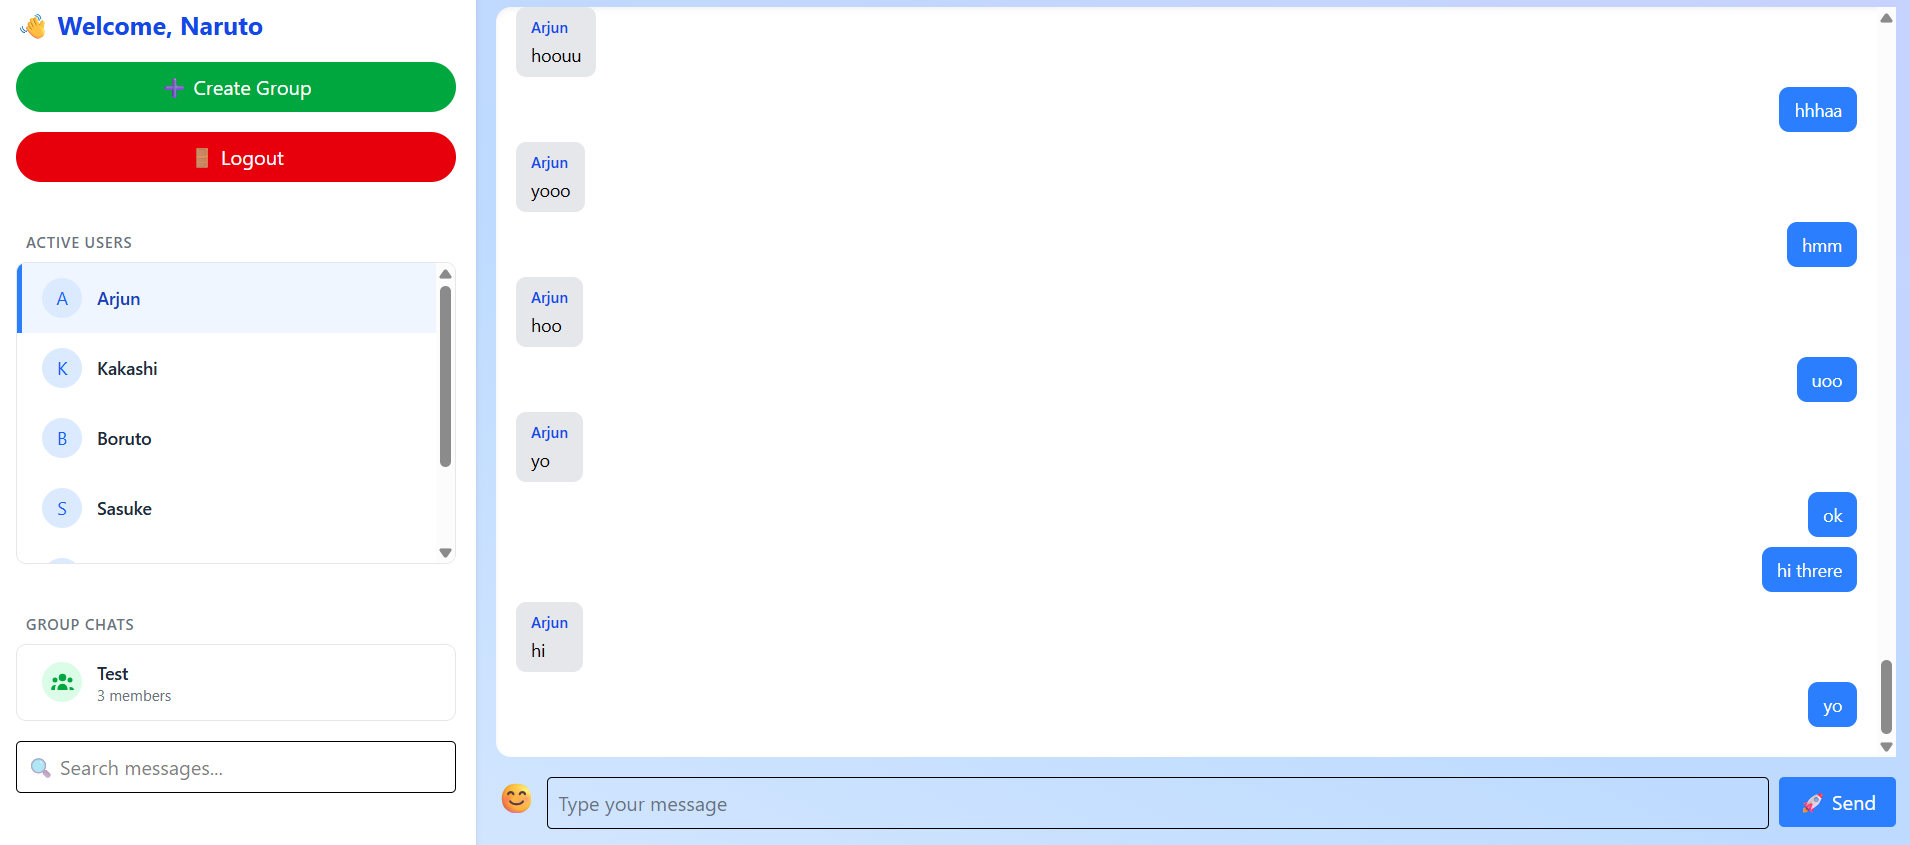 👋 Welcome, Naruto
➕ Create Group
🚪 Logout
ACTIVE USERS
A Arjun
K Kakashi
B Boruto
S Sasuke
GROUP CHATS
Test
3 members
🔍 Search messages...
Arjun
hoouu
hhhaa
Arjun
yooo
hmm
Arjun
hoo
uoo
Arjun
yo
ok
hi threre
Arjun
hi
yo
😊 Type your message
🚀 Send